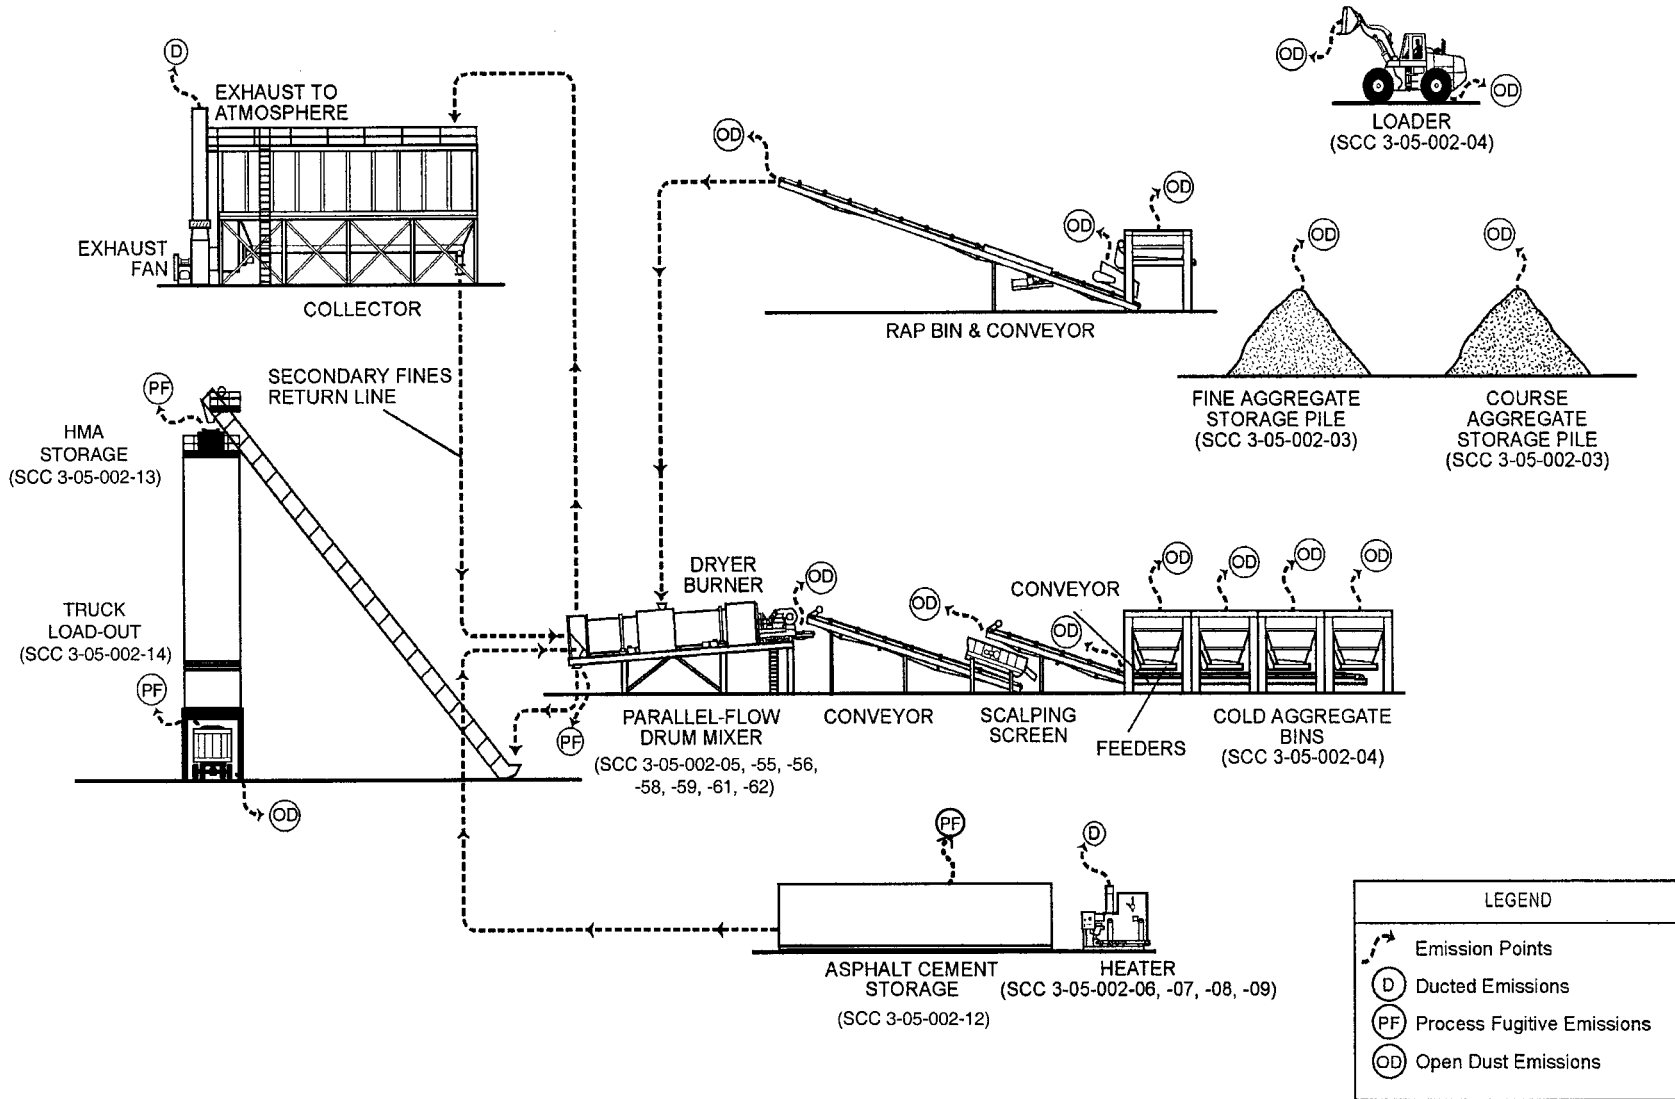 D
EXHAUST TO
ATMOSPHERE
EXHAUST
FAN
COLLECTOR
OD
OD
LOADER
(SCC 3-05-002-04)
OD
OD
OD
RAP BIN & CONVEYOR
OD
OD
FINE AGGREGATE
STORAGE PILE
(SCC 3-05-002-03)
COURSE
AGGREGATE
STORAGE PILE
(SCC 3-05-002-03)
SECONDARY FINES
RETURN LINE
PF
HMA
STORAGE
(SCC 3-05-002-13)
TRUCK
LOAD-OUT
(SCC 3-05-002-14)
PF
OD
DRYER
BURNER
OD
OD
CONVEYOR
OD
OD
OD
OD
OD
PF
PARALLEL-FLOW
DRUM MIXER
(SCC 3-05-002-05, -55, -56,
-58, -59, -61, -62)
CONVEYOR
SCALPING
SCREEN
FEEDERS
COLD AGGREGATE
BINS
(SCC 3-05-002-04)
PF
D
ASPHALT CEMENT
STORAGE
(SCC 3-05-002-12)
HEATER
(SCC 3-05-002-06, -07, -08, -09)
LEGEND
Emission Points
D Ducted Emissions
PF Process Fugitive Emissions
OD Open Dust Emissions